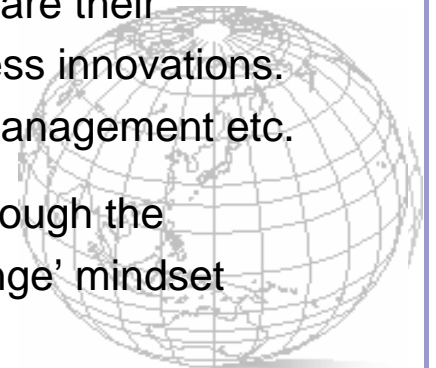 are their
ess innovations.
anagement etc.
ough the
nge’ mindset